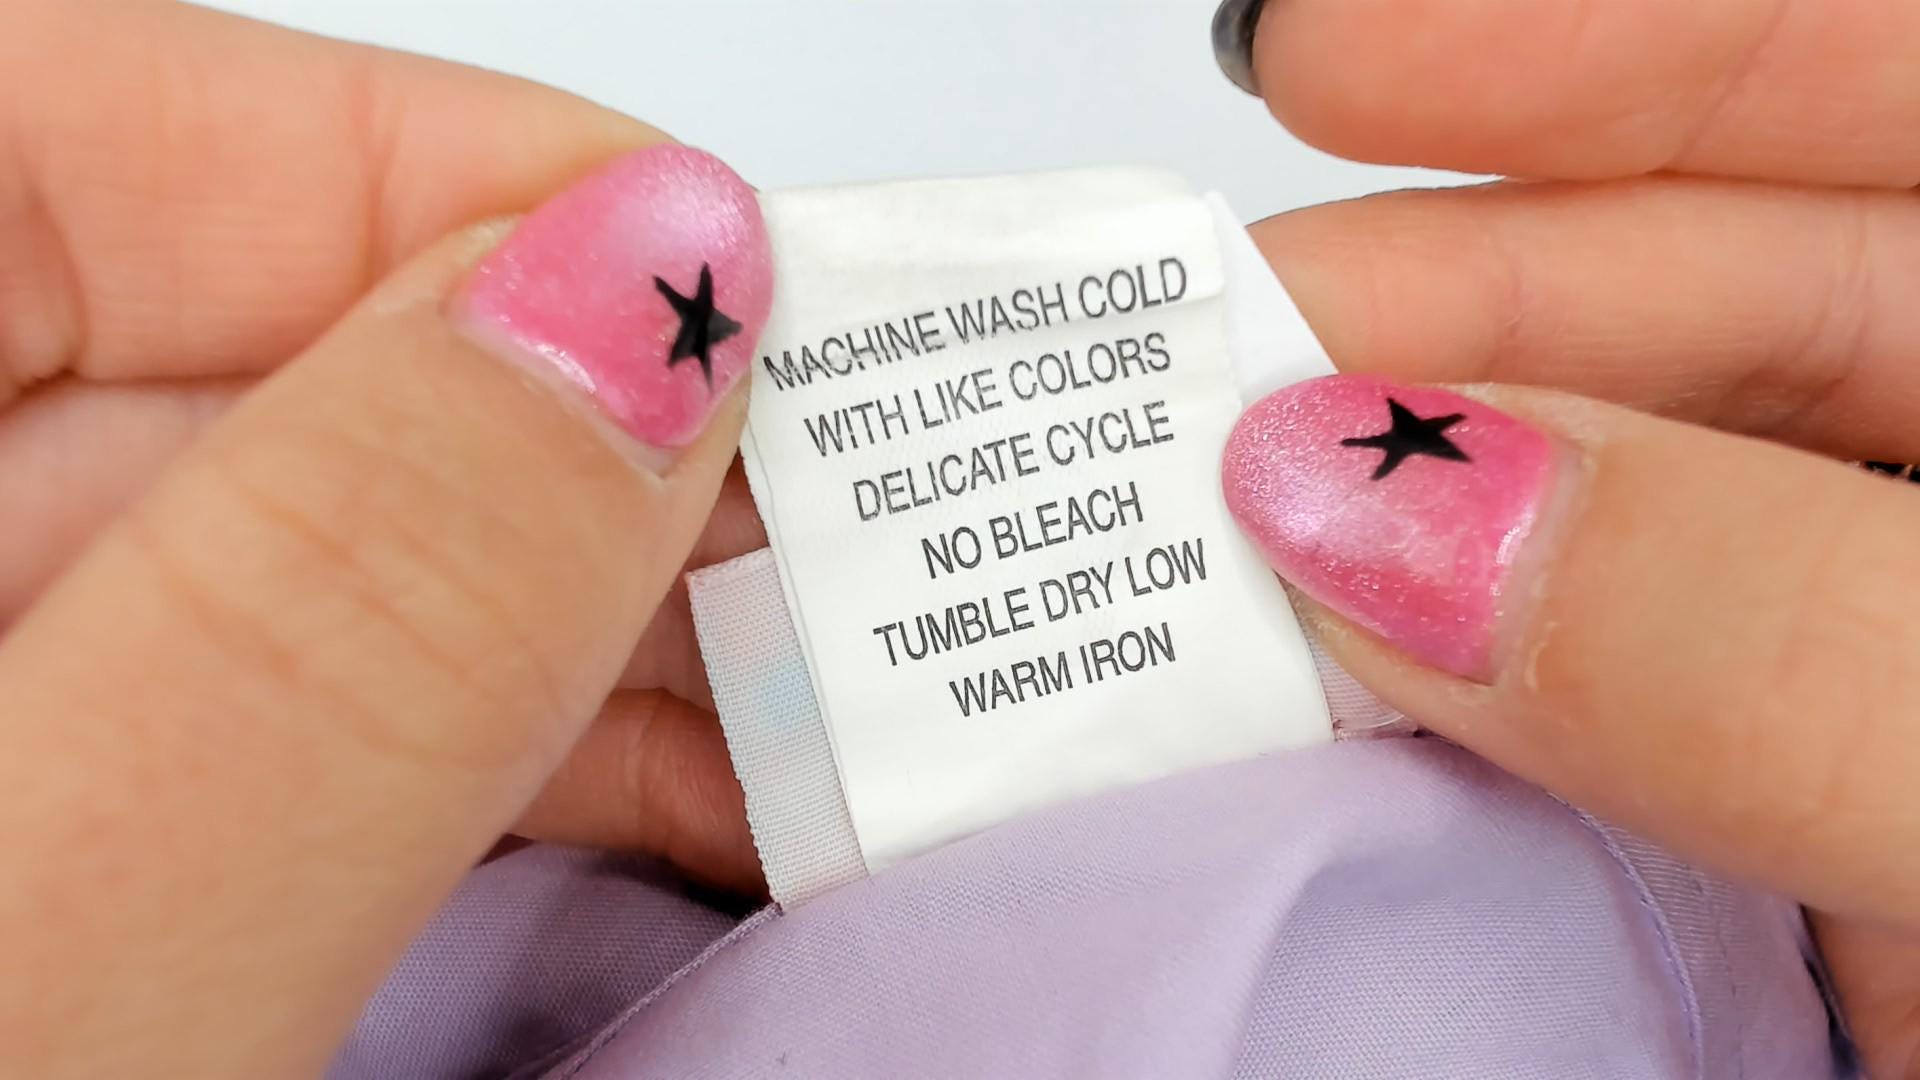 MACHINE WASH COLD
WITH LIKE COLORS
DELICATE CYCLE
NO BLEACH
TUMBLE DRY LOW
WARM IRON